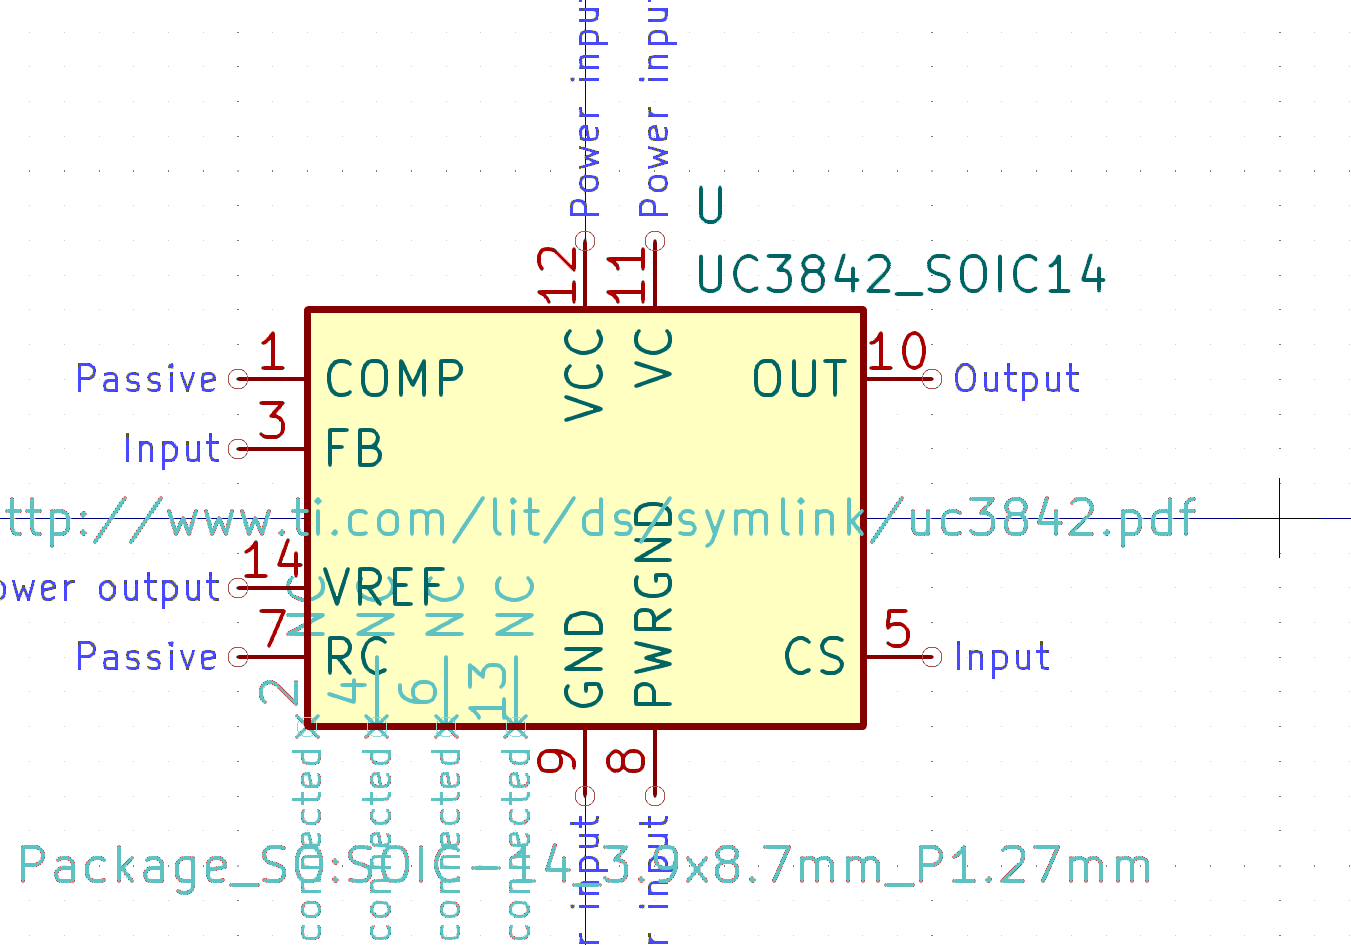 Power input
Power input
U
UC3842_SOIC14
12
11
VCC
VC
Passive
1
COMP
OUT
10
Output
Input
3
FB
ttp://www.ti.com/lit/ds/symlink/uc3842.pdf
ower output
14
VREF
Passive
7
RC
NC
NC
NC
NC
GND
PWRGND
CS
5
Input
2
4
6
13
9
8
connected
connected
connected
connected
r input
r input
Package_SO:SOIC-14_3.9x8.7mm_P1.27mm